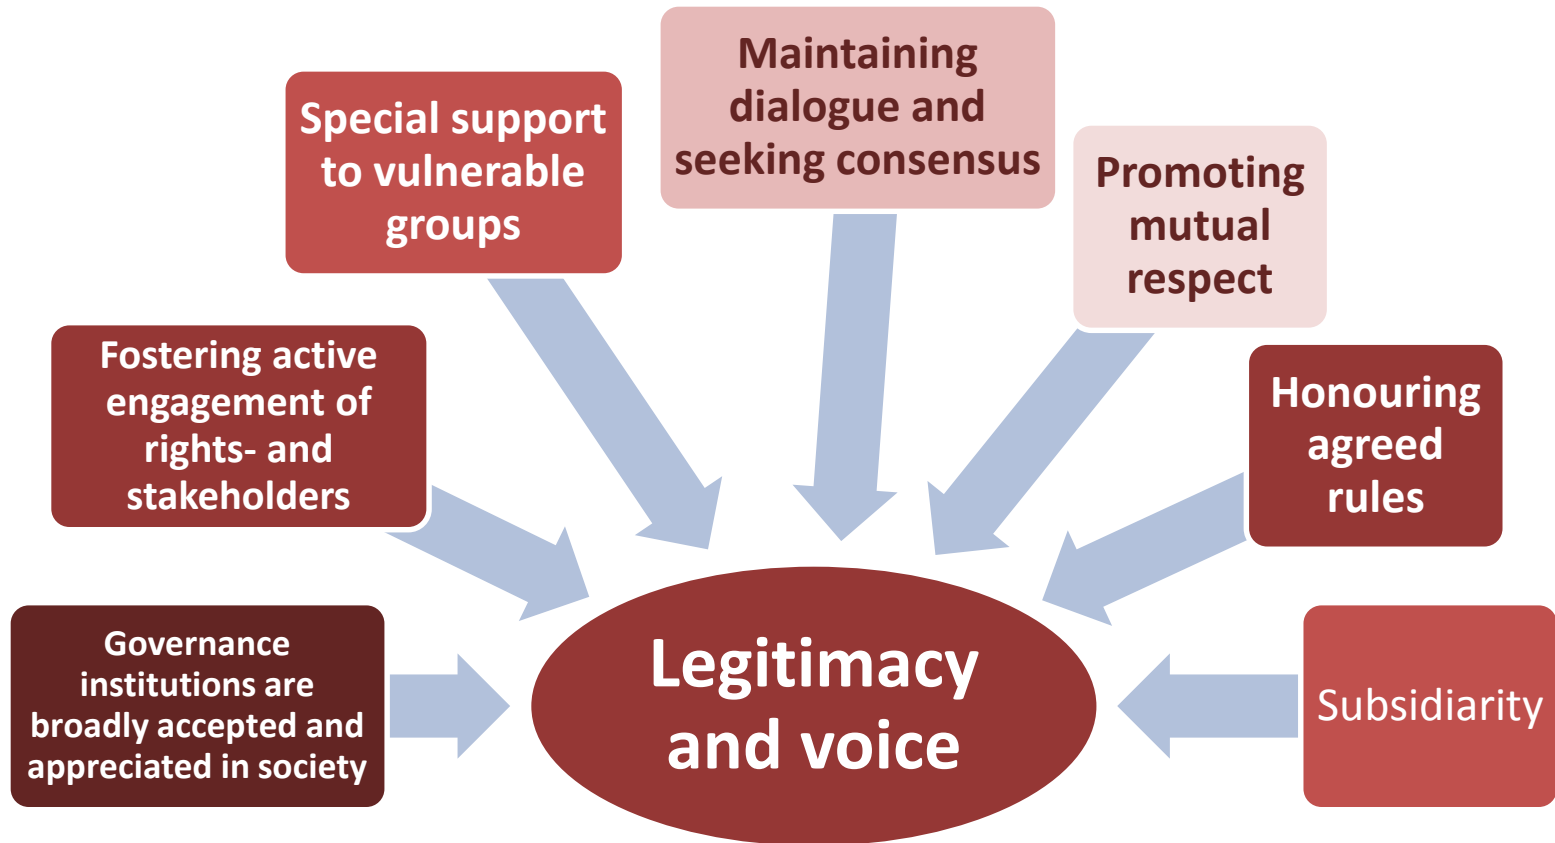 Maintaining
dialogue and
seeking consensus
Special support
to vulnerable
groups
Promoting
mutual
respect
Fostering active
engagement of
rights- and
stakeholders
Honouring
agreed
rules
Governance
institutions are
broadly accepted and
appreciated in society
Legitimacy
and voice
Subsidiarity